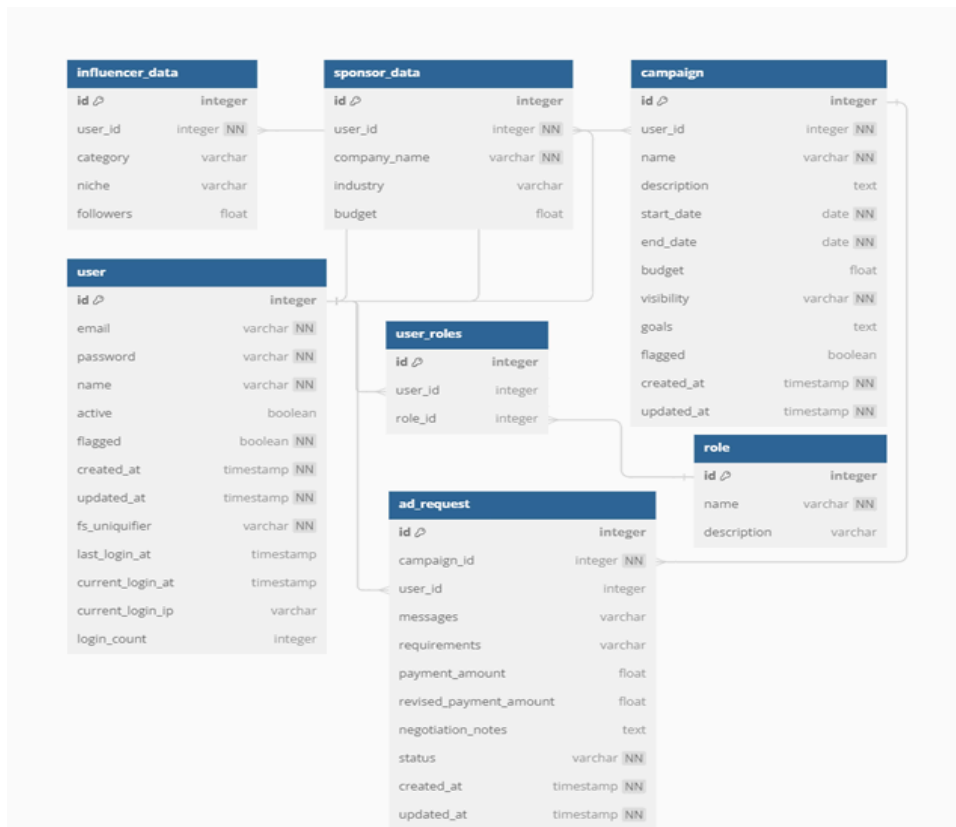 influencer_data
id integer
user_id integer NN
category varchar
niche varchar
followers float
sponsor_data
id integer
user_id integer NN
company_name varchar NN
industry varchar
budget float
campaign
id integer
user_id integer NN
name varchar NN
description text
start_date date NN
end_date date NN
budget float
visibility varchar NN
goals text
flagged boolean
created_at timestamp NN
updated_at timestamp NN
user
id integer
email varchar NN
password varchar NN
name varchar NN
active boolean
flagged boolean NN
created_at timestamp NN
updated_at timestamp NN
fs_uniquifier varchar NN
last_login_at timestamp
current_login_at timestamp
current_login_ip varchar
login_count integer
user_roles
id integer
user_id integer
role_id integer
role
id integer
name varchar NN
description varchar
ad_request
id integer
campaign_id integer NN
user_id integer
messages varchar
requirements varchar
payment_amount float
revised_payment_amount float
negotiation_notes text
status varchar NN
created_at timestamp NN
updated_at timestamp NN